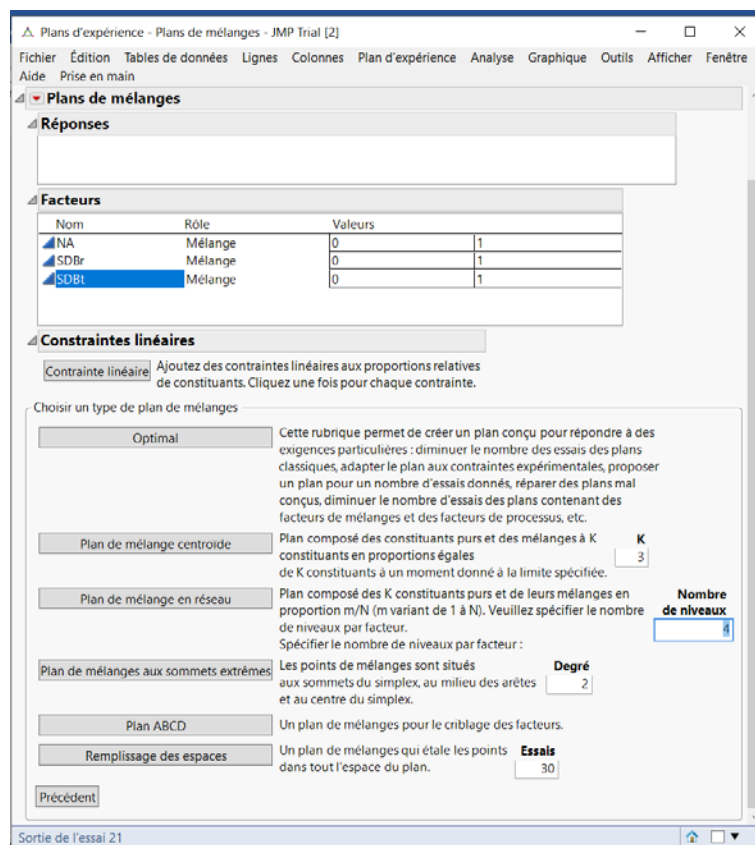 Plans d'expérience - Plans de mélanges - JMP Trial [2]
Fichier Édition Tables de données Lignes Colonnes Plan d'expérience Analyse Graphique Outils Afficher Fenêtre
Aide Prise en main
Plans de mélanges
Réponses
Facteurs
Nom Rôle Valeurs
NA Mélange 0 1
SDBr Mélange 0 1
SDBt Mélange 0 1
Constraintes linéaires
Contrainte linéaire
Ajoutez des contraintes linéaires aux proportions relatives
de constituants. Cliquez une fois pour chaque contrainte.
Choisir un type de plan de mélanges
Optimal
Cette rubrique permet de créer un plan conçu pour répondre à des
exigences particulières : diminuer le nombre des essais des plans
classiques, adapter le plan aux contraintes expérimentales, proposer
un plan pour un nombre d'essais donnés, réparer des plans mal
conçus, diminuer le nombre d'essais des plans contenant des
facteurs de mélanges et des facteurs de processus, etc.
Plan de mélange centroïde
Plan composé des constituants purs et des mélanges à K
constituants en proportions égales
de K constituants à un moment donné à la limite spécifiée.
K
3
Plan de mélange en réseau
Plan composé des K constituants purs et de leurs mélanges en
proportion m/N (m variant de 1 à N). Veuillez spécifier le nombre
de niveaux par facteur.
Spécifier le nombre de niveaux par facteur :
Nombre
de niveaux
4
Plan de mélanges aux sommets extrêmes
Les points de mélanges sont situés
aux sommets du simplex, au milieu des arêtes
et au centre du simplex.
Degré
2
Plan ABCD
Un plan de mélanges pour le criblage des facteurs.
Remplissage des espaces
Un plan de mélanges qui étale les points
dans tout l'espace du plan.
Essais
30
Précédent
Sortie de l'essai 21